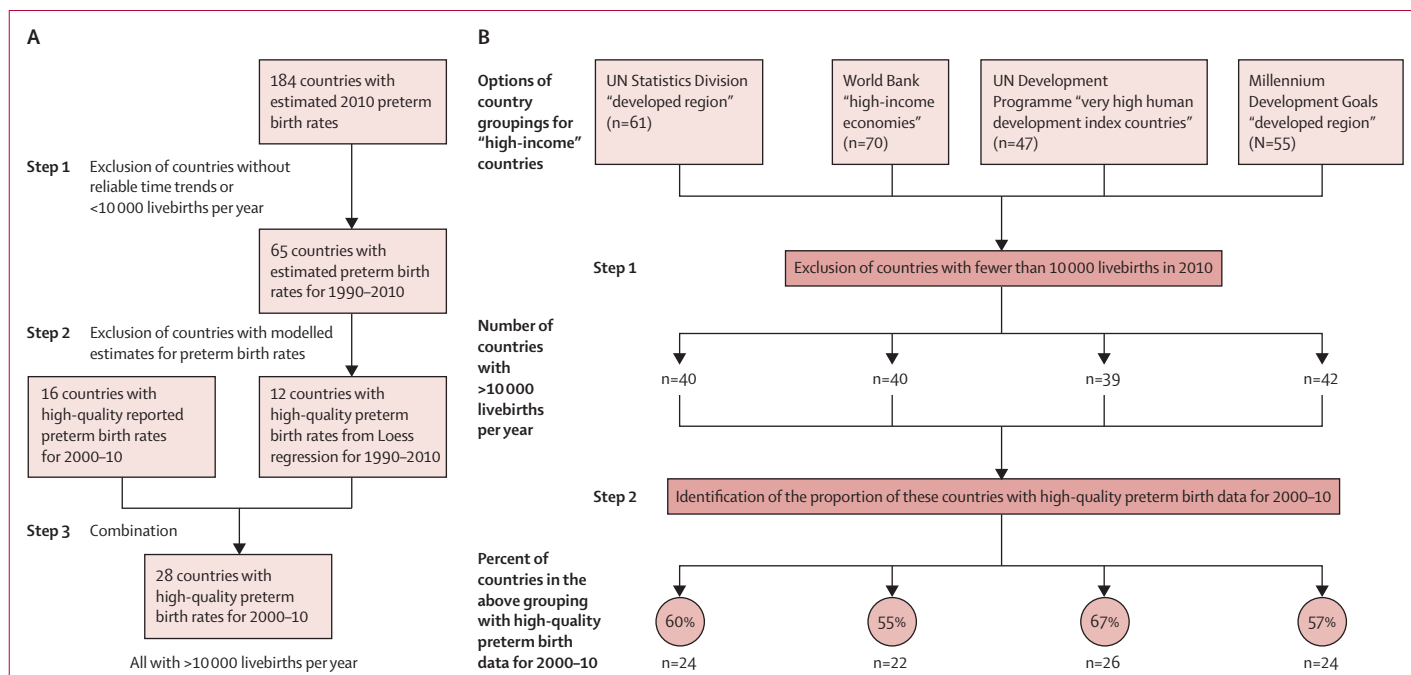 A
184 countries with
estimated 2010 preterm
birth rates
Step 1 Exclusion of countries without
reliable time trends or
<10 000 livebirths per year
65 countries with
estimated preterm birth
rates for 1990–2010
Step 2 Exclusion of countries with modelled
estimates for preterm birth rates
16 countries with
high-quality reported
preterm birth rates
for 2000–10
12 countries with
high-quality preterm
birth rates from Loess
regression for 1990–2010
Step 3 Combination
28 countries with
high-quality preterm
birth rates for 2000–10
All with >10 000 livebirths per year
B
Options of
country
groupings for
“high-income”
countries
UN Statistics Division
“developed region”
(n=61)
World Bank
“high-income
economies”
(n=70)
UN Development
Programme “very high human
development index countries”
(n=47)
Millennium
Development Goals
“developed region”
(N=55)
Step 1 Exclusion of countries with fewer than 10 000 livebirths in 2010
Number of
countries
with
>10 000
livebirths
per year
n=40 n=40 n=39 n=42
Step 2 Identification of the proportion of these countries with high-quality preterm birth data for 2000–10
Percent of
countries in the
above grouping
with high-quality
preterm birth
data for 2000–10
60% 55% 67% 57%
n=24 n=22 n=26 n=24